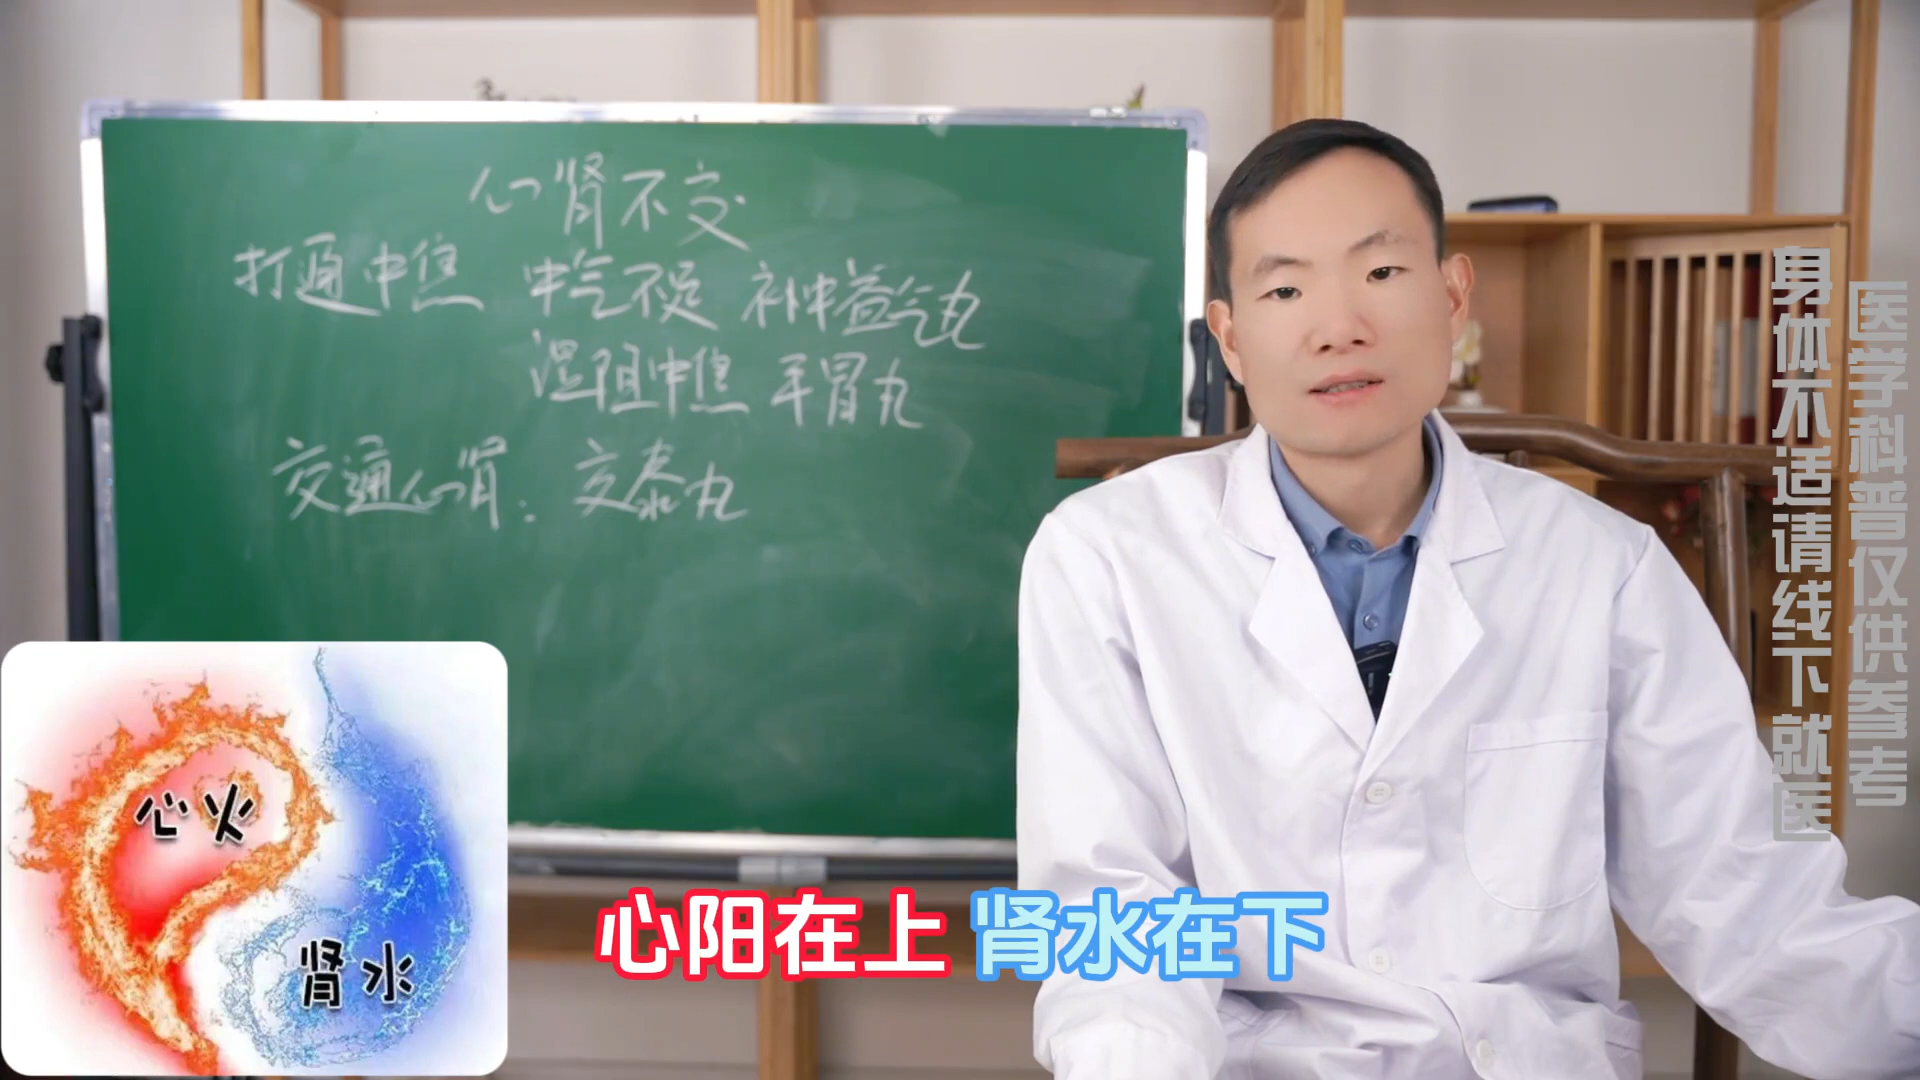 心肾不交
打通中焦 中气不足 补中益气丸
湿阻中焦 平胃丸
交通心肾：交泰丸
医学科普仅供参考
身体不适请线下就医
心火
肾水
心阳在上 肾水在下